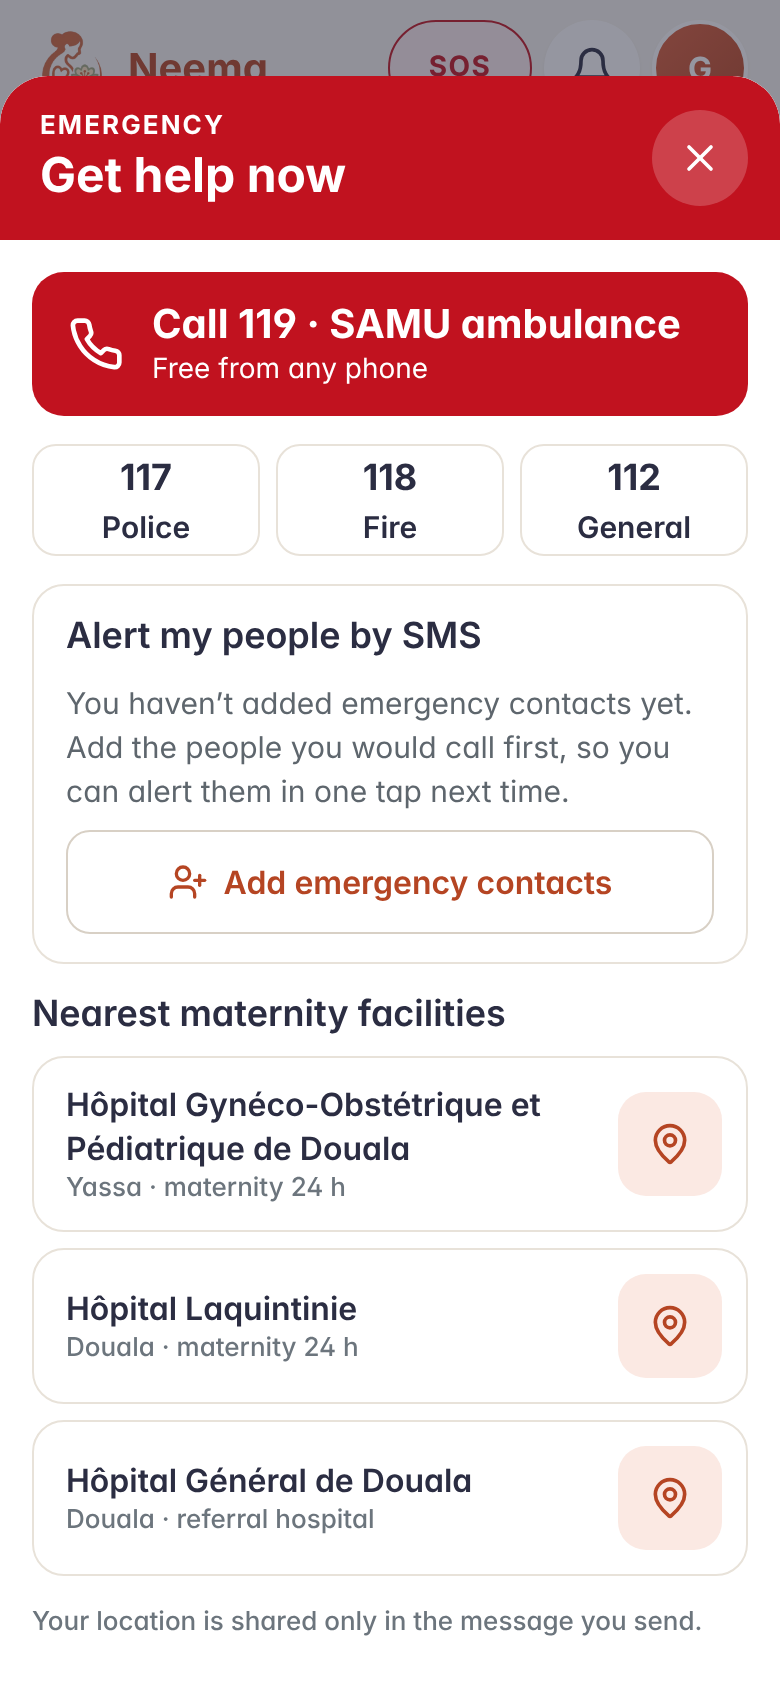 Neema
SOS
G
EMERGENCY
Get help now
Call 119 · SAMU ambulance
Free from any phone
117
Police
118
Fire
112
General
Alert my people by SMS
You haven’t added emergency contacts yet.
Add the people you would call first, so you
can alert them in one tap next time.
Add emergency contacts
Nearest maternity facilities
Hôpital Gynéco-Obstétrique et
Pédiatrique de Douala
Yassa · maternity 24 h
Hôpital Laquintinie
Douala · maternity 24 h
Hôpital Général de Douala
Douala · referral hospital
Your location is shared only in the message you send.